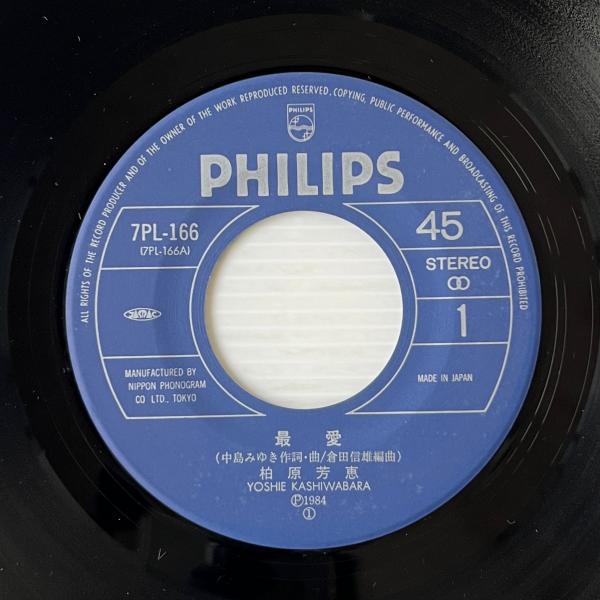 ALL RIGHTS OF THE RECORD PRODUCER AND OF THE OWNER OF THE WORK REPRODUCED RESERVED. COPYING, PUBLIC PERFORMANCE AND BROADCASTING OF THIS RECORD PROHIBITED
PHILIPS
PHILIPS
7PL-166
(7PL-166A)
45
STEREO
1
JASRAC
MANUFACTURED BY
NIPPON PHONOGRAM
CO LTD., TOKYO
MADE IN JAPAN
最愛
(中島みゆき作詞・曲/倉田信雄編曲)
柏原芳恵
YOSHIE KASHIWABARA
Ⓟ1984
①